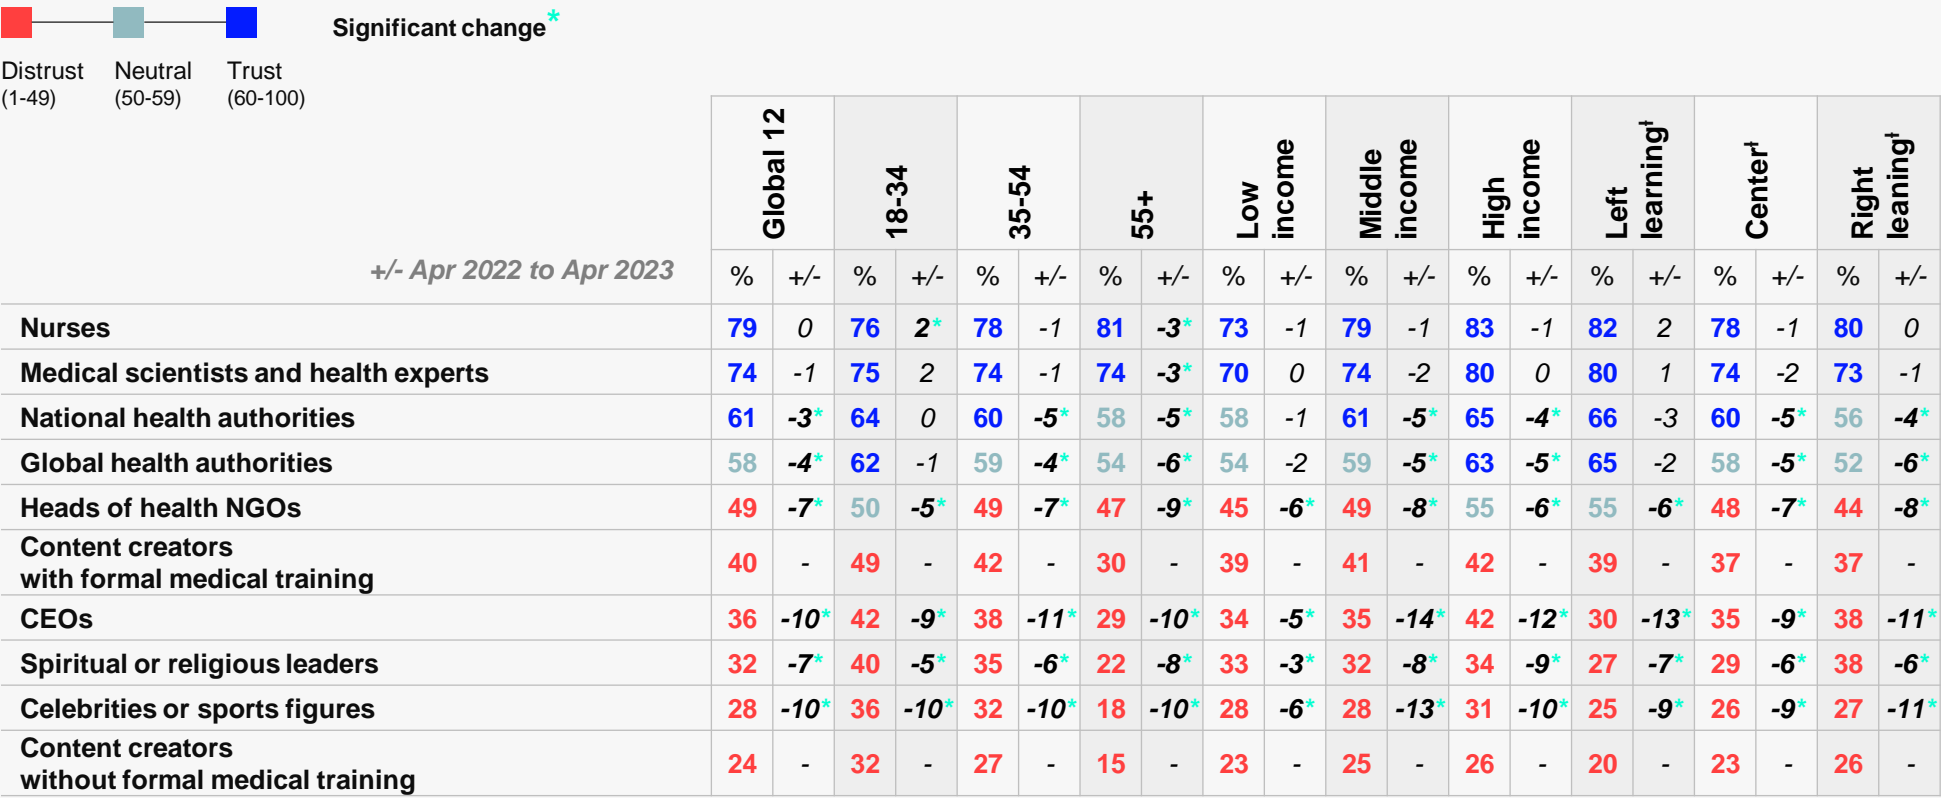 Significant change*
Distrust Neutral Trust
(1-49) (50-59) (60-100)
Global 12 18-34 35-54 55+ Low income Middle income High income Left learningƚ Centerƚ Right leaningƚ
+/- Apr 2022 to Apr 2023 % +/- % +/- % +/- % +/- % +/- % +/- % +/- % +/- % +/- % +/-
Nurses 79 0 76 2* 78 -1 81 -3* 73 -1 79 -1 83 -1 82 2 78 -1 80 0
Medical scientists and health experts 74 -1 75 2 74 -1 74 -3* 70 0 74 -2 80 0 80 1 74 -2 73 -1
National health authorities 61 -3* 64 0 60 -5* 58 -5* 58 -1 61 -5* 65 -4* 66 -3 60 -5* 56 -4*
Global health authorities 58 -4* 62 -1 59 -4* 54 -6* 54 -2 59 -5* 63 -5* 65 -2 58 -5* 52 -6*
Heads of health NGOs 49 -7* 50 -5* 49 -7* 47 -9* 45 -6* 49 -8* 55 -6* 55 -6* 48 -7* 44 -8*
Content creators
with formal medical training 40 - 49 - 42 - 30 - 39 - 41 - 42 - 39 - 37 - 37 -
CEOs 36 -10* 42 -9* 38 -11* 29 -10* 34 -5* 35 -14* 42 -12* 30 -13* 35 -9* 38 -11*
Spiritual or religious leaders 32 -7* 40 -5* 35 -6* 22 -8* 33 -3* 32 -8* 34 -9* 27 -7* 29 -6* 38 -6*
Celebrities or sports figures 28 -10* 36 -10* 32 -10* 18 -10* 28 -6* 28 -13* 31 -10* 25 -9* 26 -9* 27 -11*
Content creators
without formal medical training 24 - 32 - 27 - 15 - 23 - 25 - 26 - 20 - 23 - 26 -